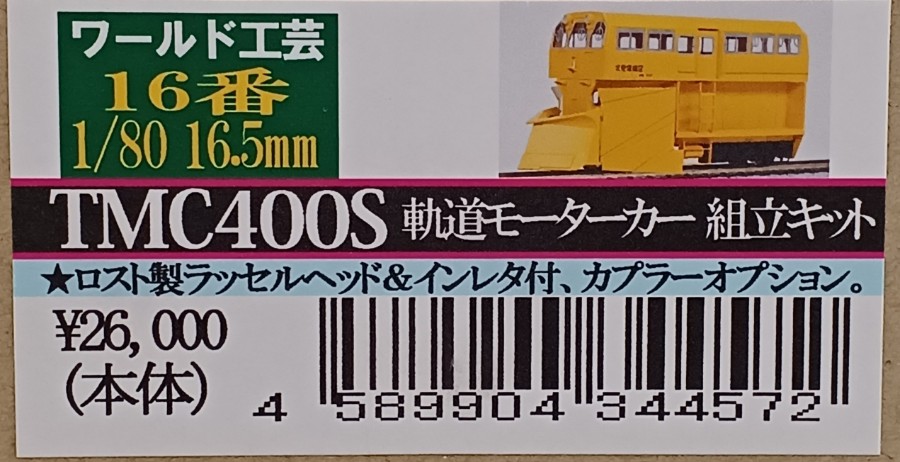 ワールド工芸
16番
1/80 16.5mm
TMC400S 軌道モーターカー 組立キット
★ロスト製ラッセルヘッド&インレタ付、カプラーオプション。
¥26,000
(本体)
4 589904 344572